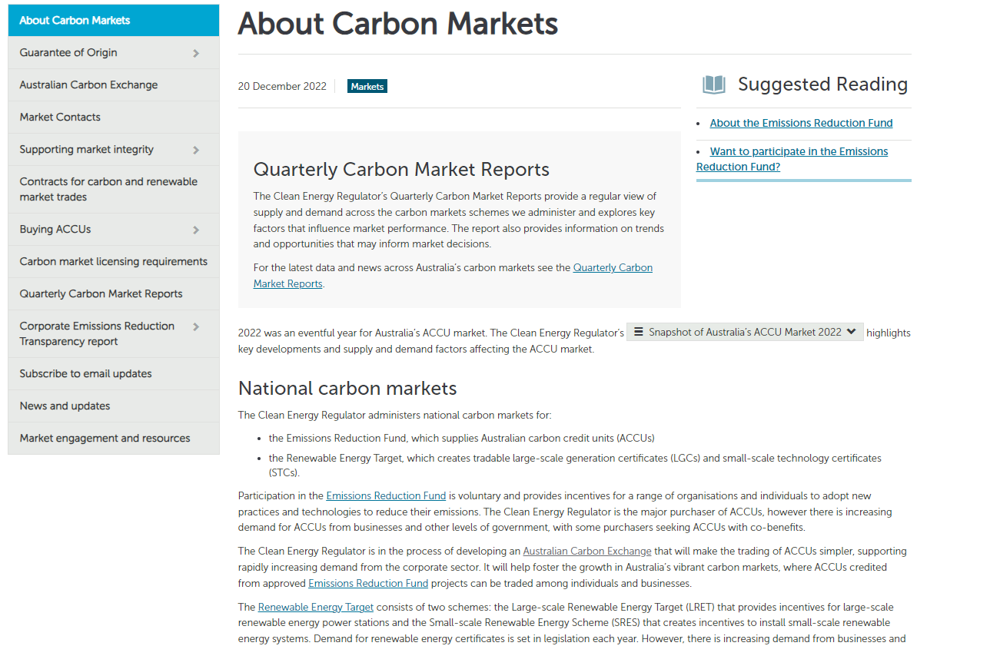 About Carbon Markets
Guarantee of Origin
Australian Carbon Exchange
Market Contacts
Supporting market integrity
Contracts for carbon and renewable
market trades
Buying ACCUs
Carbon market licensing requirements
Quarterly Carbon Market Reports
Corporate Emissions Reduction
Transparency report
Subscribe to email updates
News and updates
Market engagement and resources
About Carbon Markets
20 December 2022
Markets
Quarterly Carbon Market Reports
The Clean Energy Regulator's Quarterly Carbon Market Reports provide a regular view of
supply and demand across the carbon markets schemes we administer and explores key
factors that influence market performance. The report also provides information on trends
and opportunities that may inform market decisions.
For the latest data and news across Australia's carbon markets see the Quarterly Carbon
Market Reports.
Suggested Reading
• About the Emissions Reduction Fund
• Want to participate in the Emissions
Reduction Fund?
2022 was an eventful year for Australia's ACCU market. The Clean Energy Regulator's Snapshot of Australia's ACCU Market 2022 highlights
key developments and supply and demand factors affecting the ACCU market.
National carbon markets
The Clean Energy Regulator administers national carbon markets for:
• the Emissions Reduction Fund, which supplies Australian carbon credit units (ACCUs)
• the Renewable Energy Target, which creates tradable large-scale generation certificates (LGCs) and small-scale technology certificates
(STCs).
Participation in the Emissions Reduction Fund is voluntary and provides incentives for a range of organisations and individuals to adopt new
practices and technologies to reduce their emissions. The Clean Energy Regulator is the major purchaser of ACCUs, however there is increasing
demand for ACCUs from businesses and other levels of government, with some purchasers seeking ACCUs with co-benefits.
The Clean Energy Regulator is in the process of developing an Australian Carbon Exchange that will make the trading of ACCUs simpler, supporting
rapidly increasing demand from the corporate sector. It will help foster the growth in Australia's vibrant carbon markets, where ACCUs credited
from approved Emissions Reduction Fund projects can be traded among individuals and businesses.
The Renewable Energy Target consists of two schemes: the Large-scale Renewable Energy Target (LRET) that provides incentives for large-scale
renewable energy power stations and the Small-scale Renewable Energy Scheme (SRES) that creates incentives to install small-scale renewable
energy systems. Demand for renewable energy certificates is set in legislation each year. However, there is increasing demand from businesses and